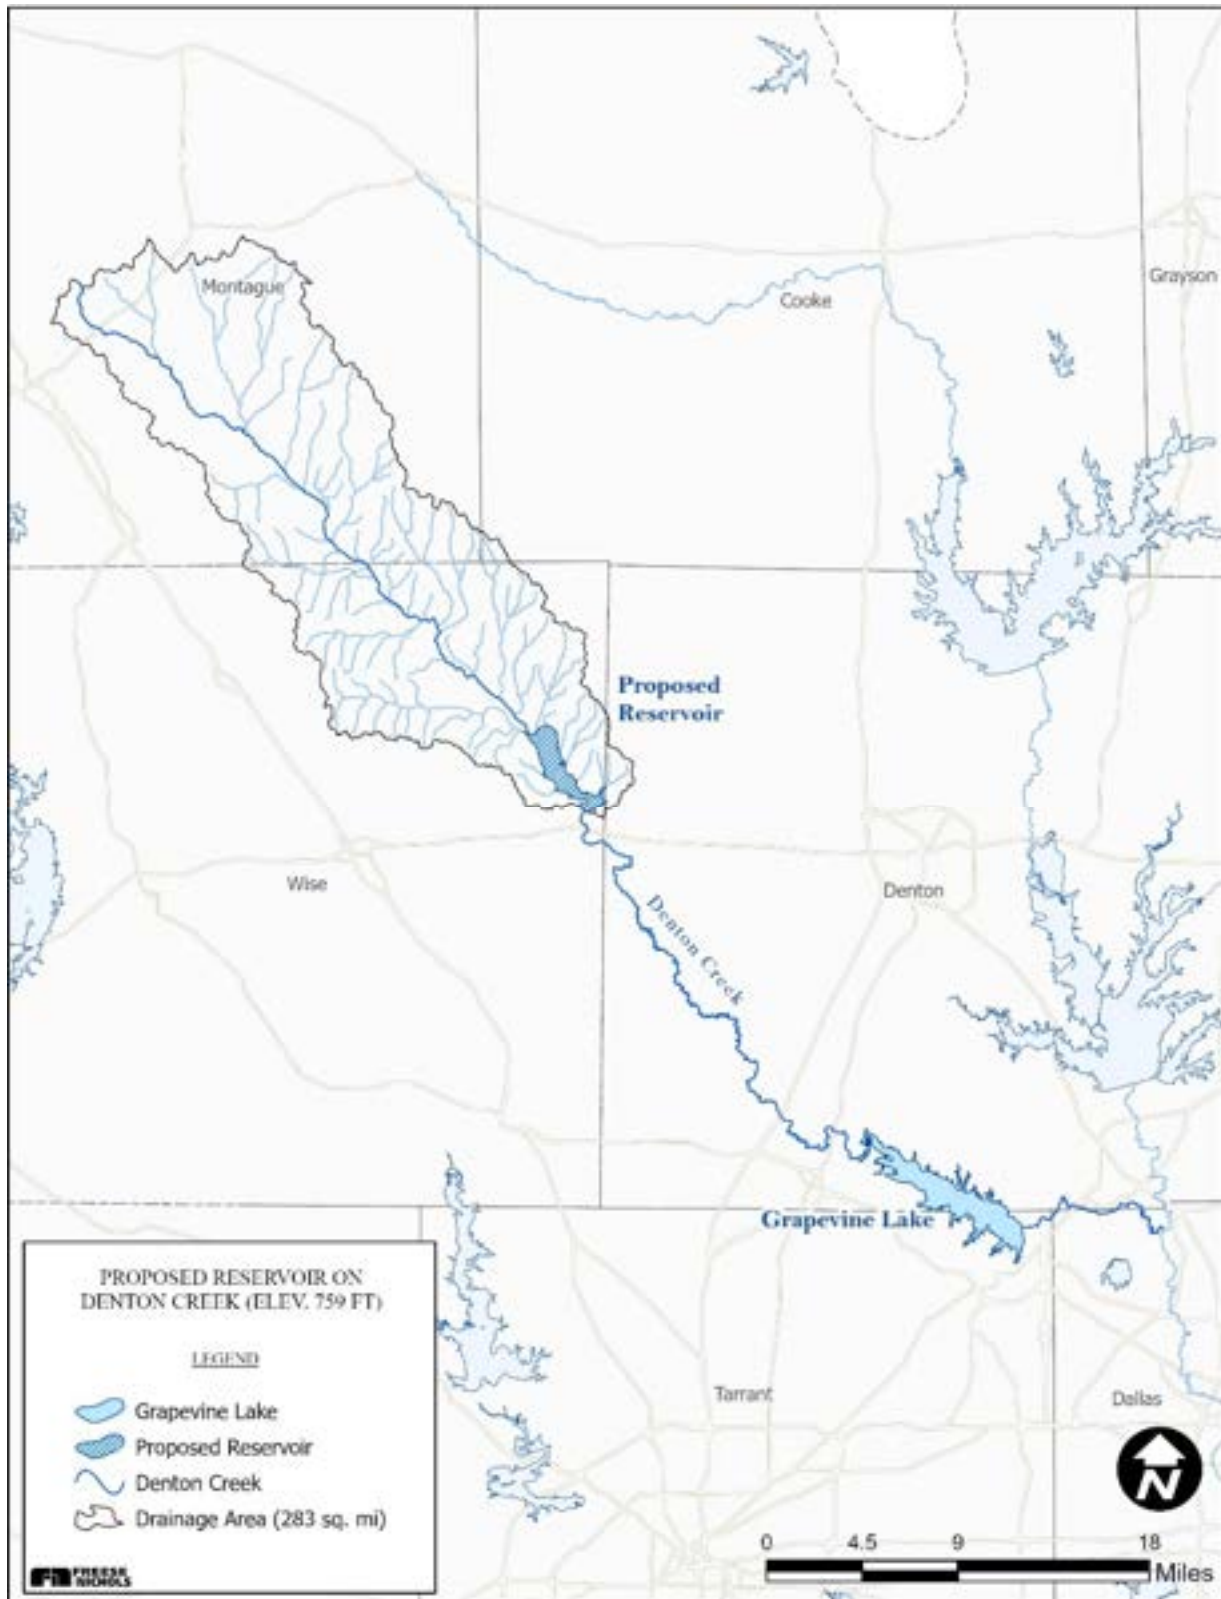 Montague
Cooke
Grayson
Proposed
Reservoir
Wise
Denton
Denton Creek
Grapevine Lake
Tarrant
Dallas
PROPOSED RESERVOIR ON
DENTON CREEK (ELEV. 759 FT)
LEGEND
Grapevine Lake
Proposed Reservoir
Denton Creek
Drainage Area (283 sq. mi)
FREESE
NICHOLS
N
0 4.5 9 18
Miles